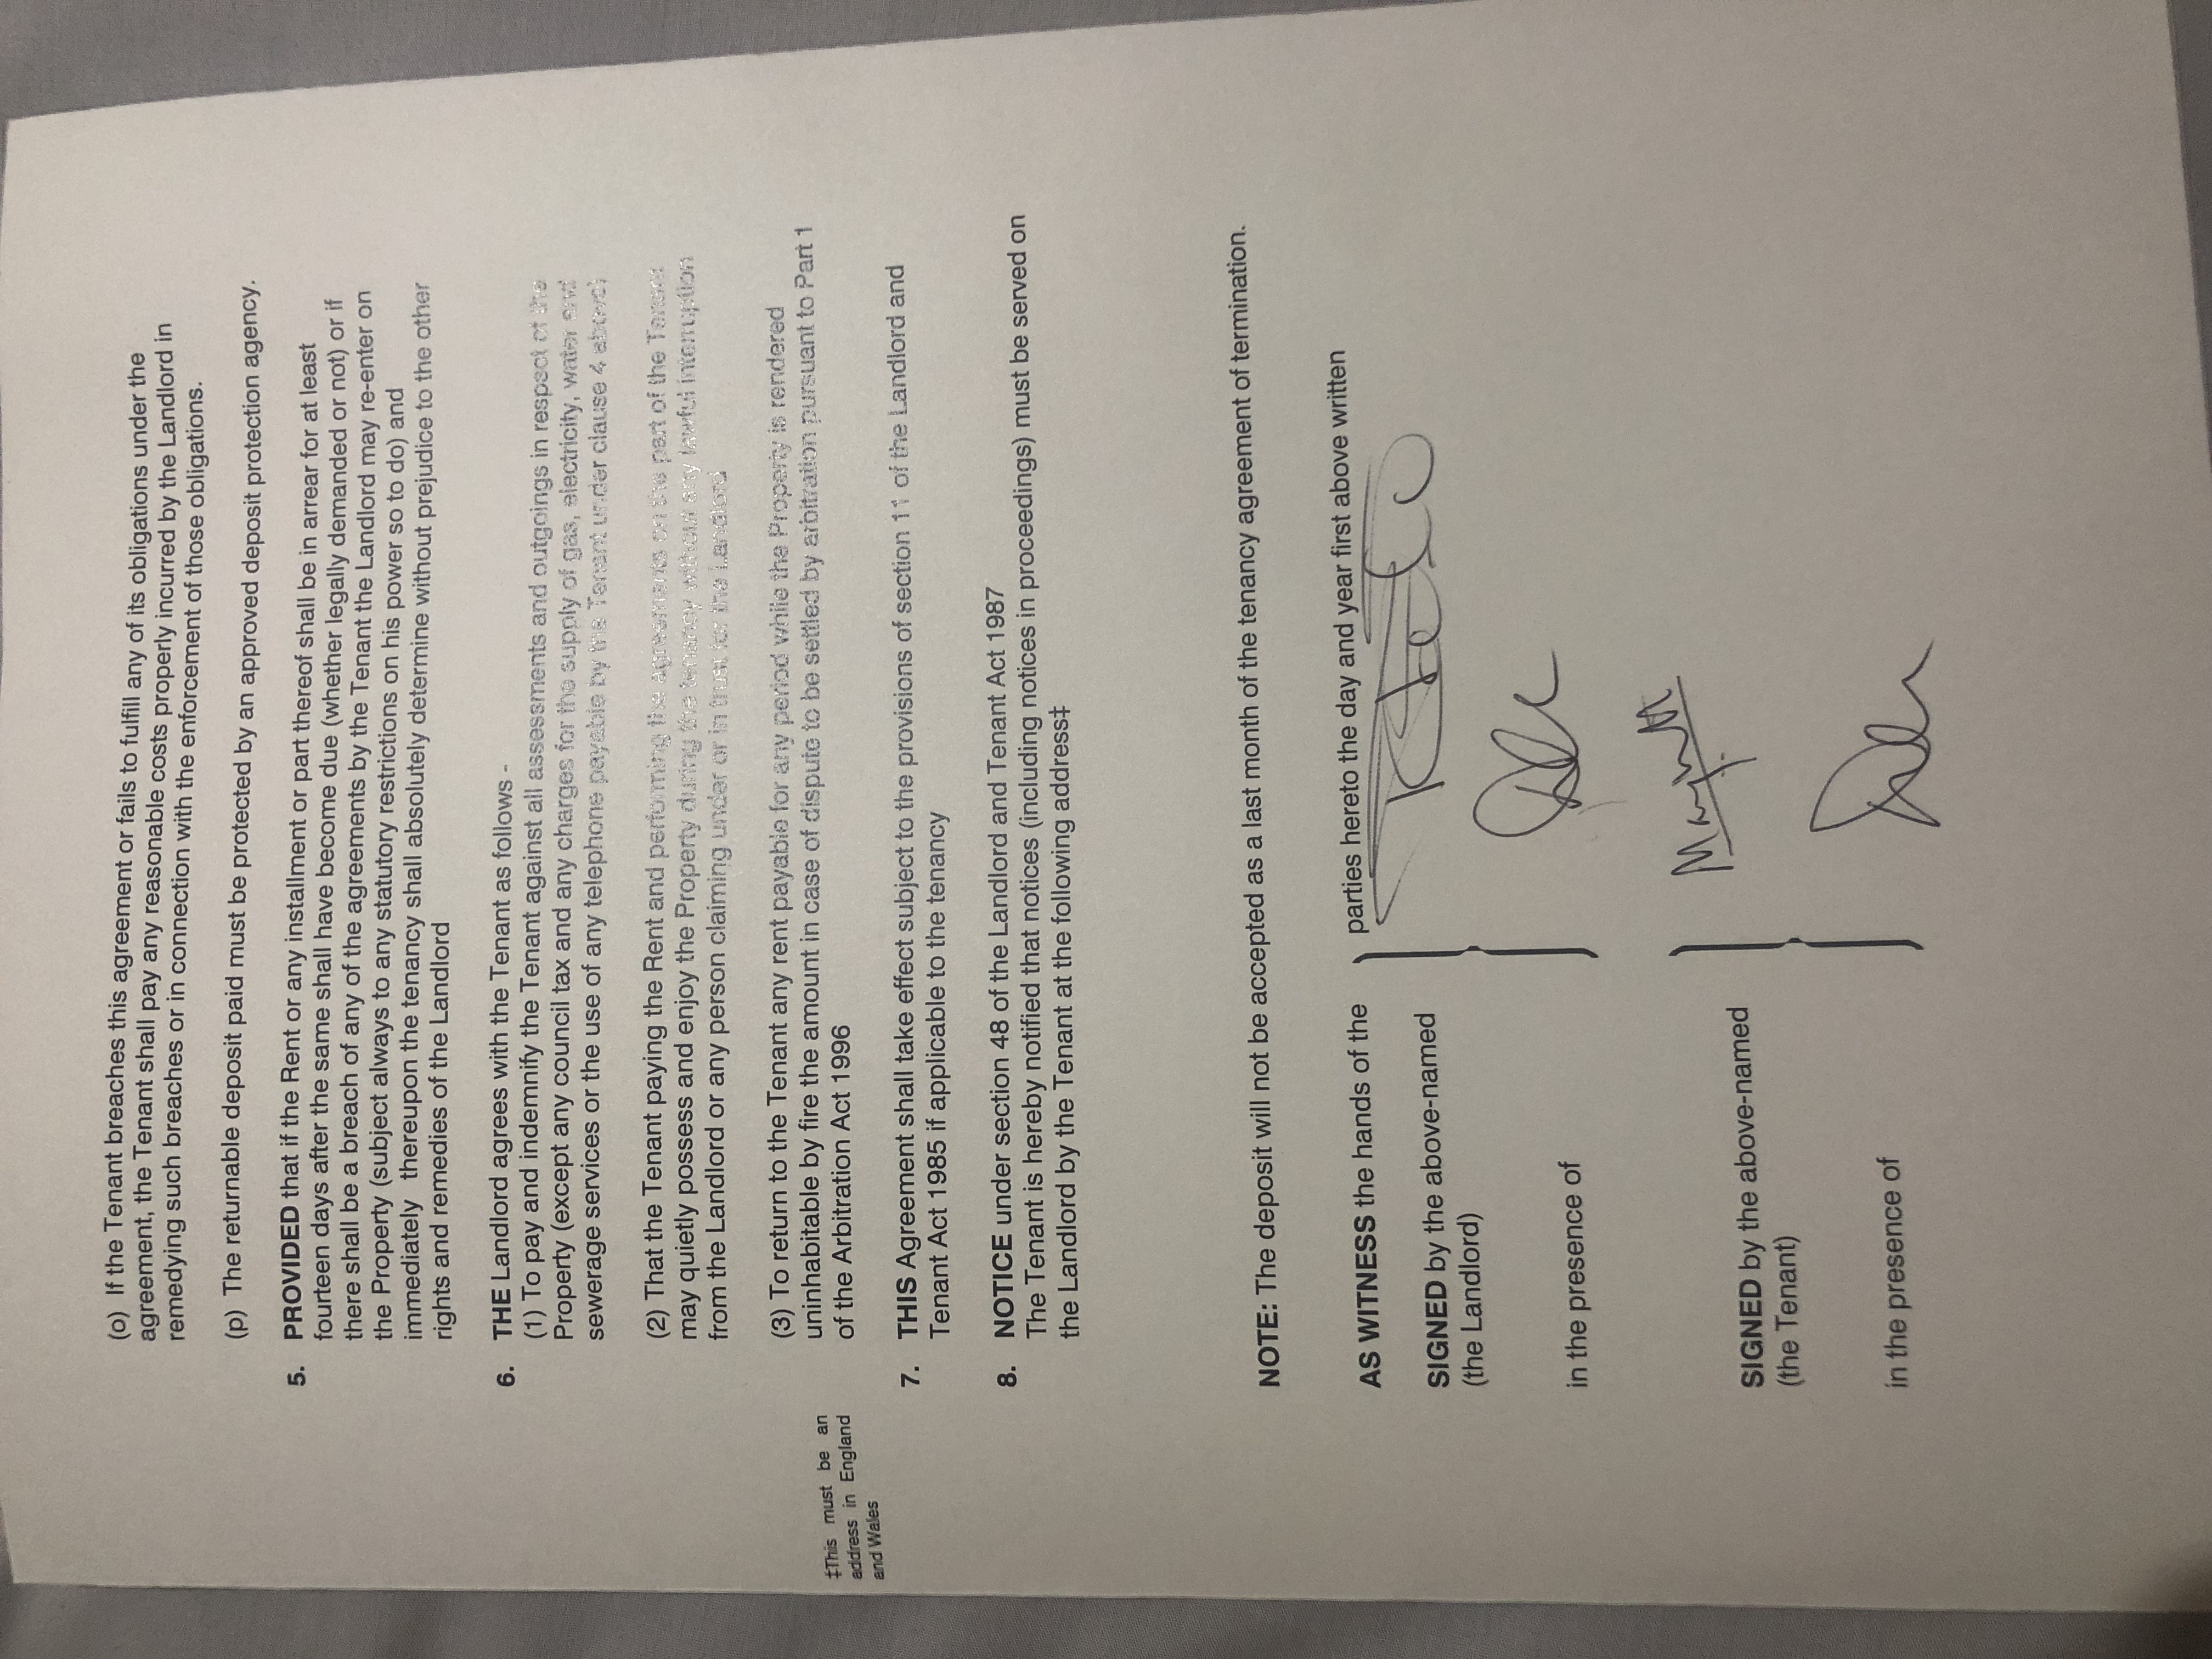 (o) If the Tenant breaches this agreement or fails to fulfill any of its obligations under the
agreement, the Tenant shall pay any reasonable costs properly incurred by the Landlord in
remedying such breaches or in connection with the enforcement of those obligations.
(p) The returnable deposit paid must be protected by an approved deposit protection agency.
5. PROVIDED that if the Rent or any installment or part thereof shall be in arrear for at least
fourteen days after the same shall have become due (whether legally demanded or not) or if
there shall be a breach of any of the agreements by the Tenant the Landlord may re-enter on
the Property (subject always to any statutory restrictions on his power so to do) and
immediately thereupon the tenancy shall absolutely determine without prejudice to the other
rights and remedies of the Landlord
6. THE Landlord agrees with the Tenant as follows -
(1) To pay and indemnify the Tenant against all assessments and outgoings in respect of the
Property (except any council tax and any charges for the supply of gas, electricity, water and
sewerage services or the use of any telephone payable by the Tenant under clause 4 above)
(2) That the Tenant paying the Rent and performing the agreements on the part of the Tenant
may quietly possess and enjoy the Property during the tenancy without any lawful interruption
from the Landlord or any person claiming under or in trust for the Landlord
(3) To return to the Tenant any rent payable for any period while the Property is rendered
uninhabitable by fire the amount in case of dispute to be settled by arbitration pursuant to Part 1
of the Arbitration Act 1996
‡This must be an
address in England
and Wales
7. THIS Agreement shall take effect subject to the provisions of section 11 of the Landlord and
Tenant Act 1985 if applicable to the tenancy
8. NOTICE under section 48 of the Landlord and Tenant Act 1987
The Tenant is hereby notified that notices (including notices in proceedings) must be served on
the Landlord by the Tenant at the following address‡
NOTE: The deposit will not be accepted as a last month of the tenancy agreement of termination.
AS WITNESS the hands of the parties hereto the day and year first above written
SIGNED by the above-named
(the Landlord)
in the presence of
SIGNED by the above-named
(the Tenant)
in the presence of